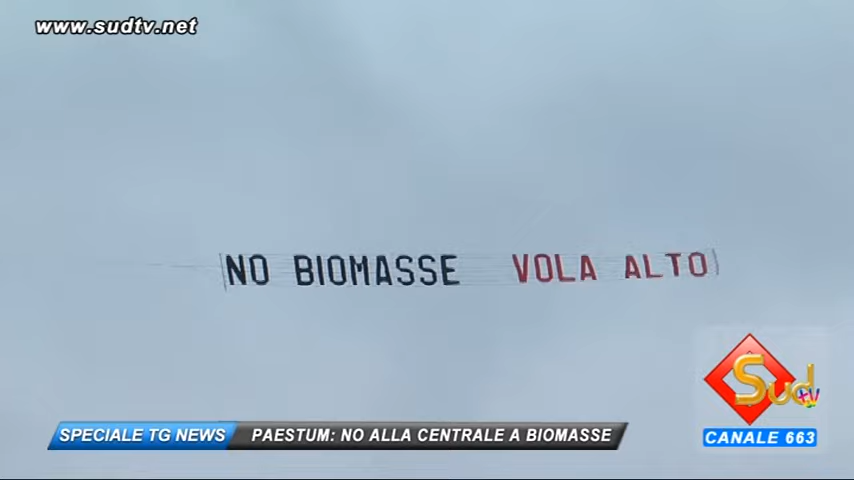 www.sudtv.net
NO BIOMASSE VOLA ALTO
Sud tv
CANALE 663
SPECIALE TG NEWS PAESTUM: NO ALLA CENTRALE A BIOMASSE